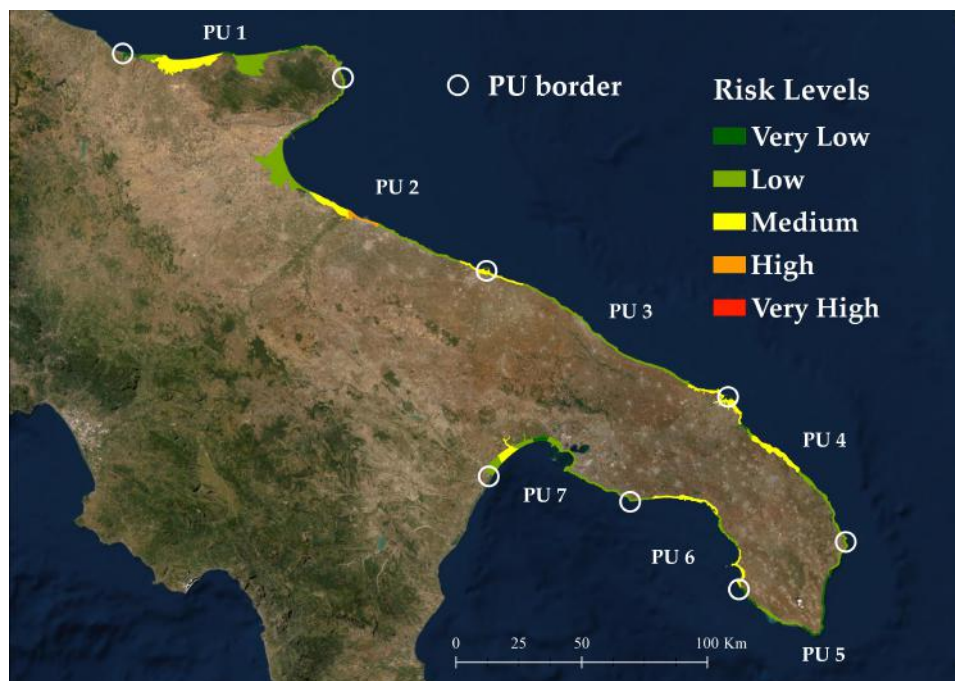 PU 1
PU border
Risk Levels
Very Low
Low
Medium
High
Very High
PU 2
PU 3
PU 4
PU 7
PU 6
PU 5
0 25 50 100 Km